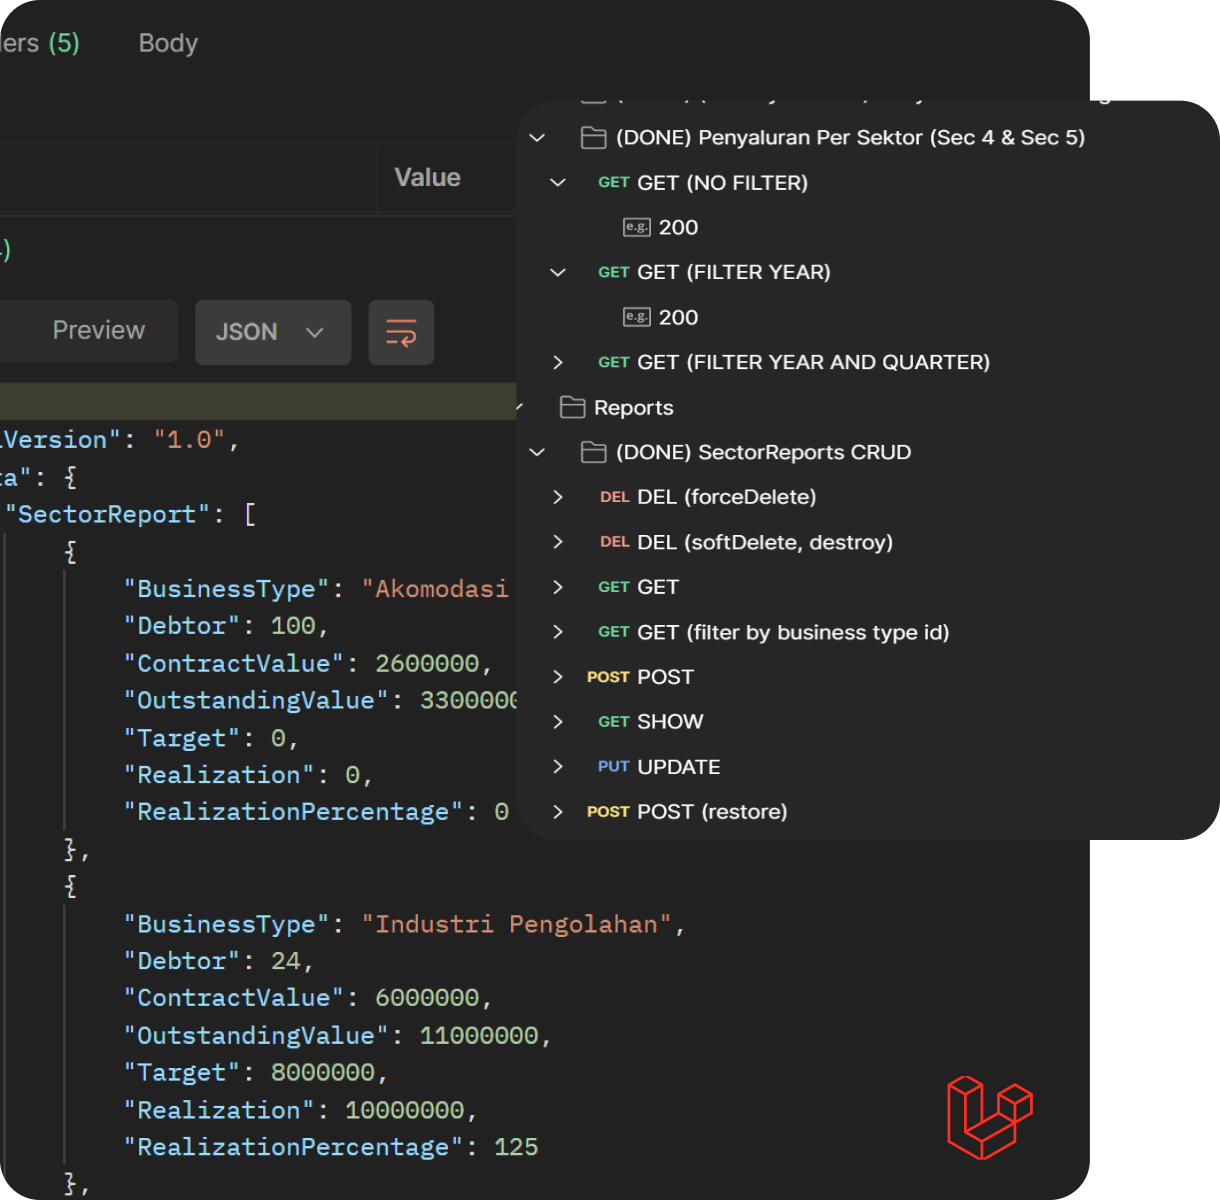 (5) Body
Value
Preview
JSON
Version": "1.0",
a": {
"SectorReport": [
{
"BusinessType": "Akomodasi
"Debtor": 100,
"ContractValue": 2600000,
"OutstandingValue": 3300000
"Target": 0,
"Realization": 0,
"RealizationPercentage": 0
},
{
"BusinessType": "Industri Pengolahan",
"Debtor": 24,
"ContractValue": 6000000,
"OutstandingValue": 11000000,
"Target": 8000000,
"Realization": 10000000,
"RealizationPercentage": 125
},
(DONE) Penyaluran Per Sektor (Sec 4 & Sec 5)
GET GET (NO FILTER)
e.g. 200
GET GET (FILTER YEAR)
e.g. 200
GET GET (FILTER YEAR AND QUARTER)
Reports
(DONE) SectorReports CRUD
DEL DEL (forceDelete)
DEL DEL (softDelete, destroy)
GET GET
GET GET (filter by business type id)
POST POST
GET SHOW
PUT UPDATE
POST POST (restore)